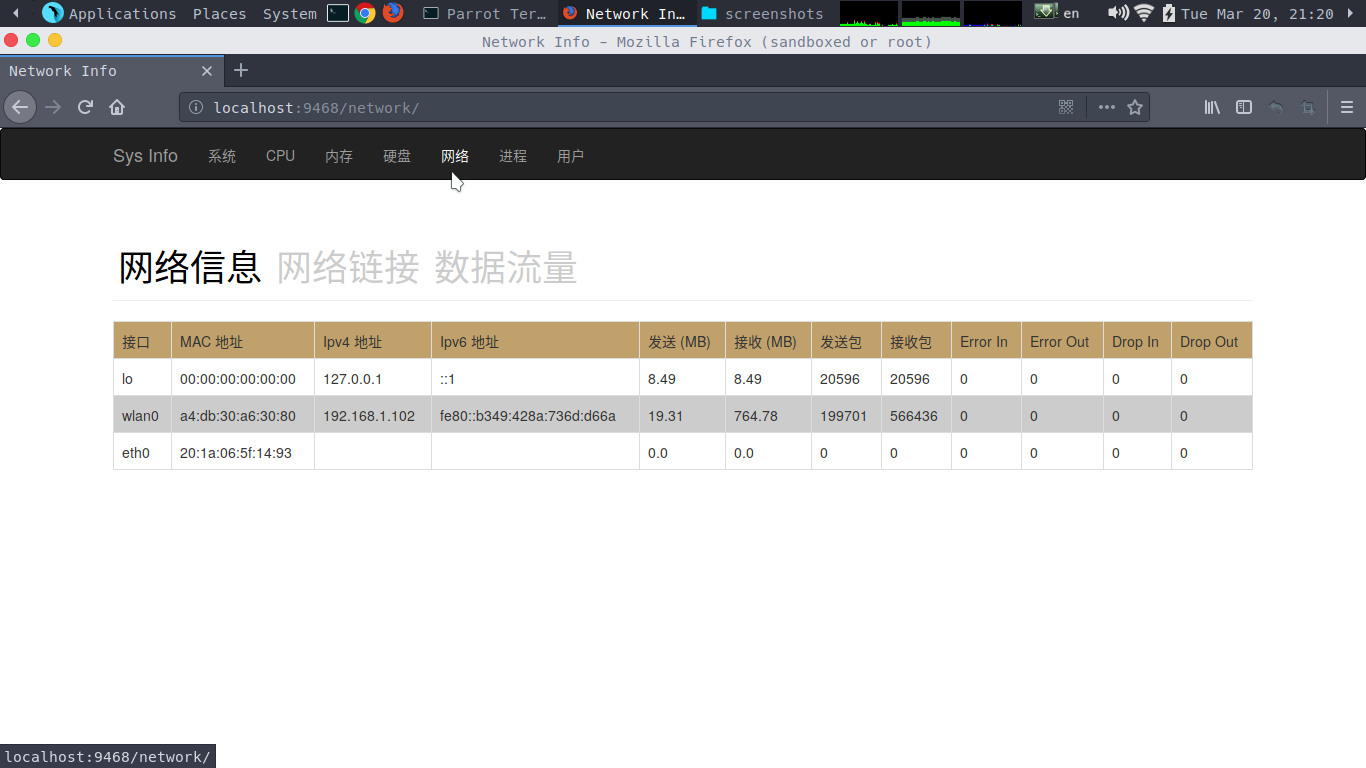 Applications Places System Parrot Ter… Network In… screenshots en Tue Mar 20, 21:20
Network Info - Mozilla Firefox (sandboxed or root)
Network Info
localhost:9468/network/
Sys Info 系统 CPU 内存 硬盘 网络 进程 用户
网络信息 网络链接 数据流量
接口 MAC 地址 Ipv4 地址 Ipv6 地址 发送 (MB) 接收 (MB) 发送包 接收包 Error In Error Out Drop In Drop Out
lo 00:00:00:00:00:00 127.0.0.1 ::1 8.49 8.49 20596 20596 0 0 0 0
wlan0 a4:db:30:a6:30:80 192.168.1.102 fe80::b349:428a:736d:d66a 19.31 764.78 199701 566436 0 0 0 0
eth0 20:1a:06:5f:14:93 0.0 0.0 0 0 0 0 0 0
localhost:9468/network/